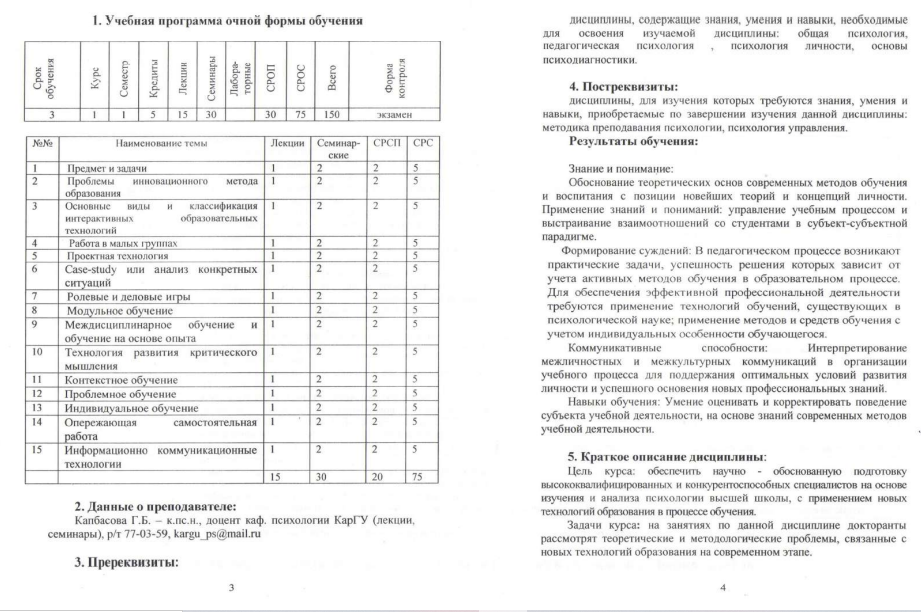 1. Учебная программа очной формы обучения
Срок обучения | Курс | Семестр | Кредиты | Лекции | Семинары | Лабора-торные | СРОП | СРОС | Всего | Форма контроля
3 | 1 | 1 | 5 | 15 | 30 | | 30 | 75 | 150 | экзамен
№№ | Наименование темы | Лекции | Семинар-ские | СРСП | СРС
1 | Предмет и задачи | 1 | 2 | 2 | 5
2 | Проблемы инновационного метода | 1 | 2 | 2 | 5
образования
3 | Основные виды и классификация | 1 | 2 | 2 | 5
интерактивных образовательных
технологий
4 | Работа в малых группах | 1 | 2 | 2 | 5
5 | Проектная технология | 1 | 2 | 2 | 5
6 | Case-study или анализ конкретных | 1 | 2 | 2 | 5
ситуаций
7 | Ролевые и деловые игры | 1 | 2 | 2 | 5
8 | Модульное обучение | 1 | 2 | 2 | 5
9 | Междисциплинарное обучение и | 1 | 2 | 2 | 5
обучение на основе опыта
10 | Технология развития критического | 1 | 2 | 2 | 5
мышления
11 | Контекстное обучение | 1 | 2 | 2 | 5
12 | Проблемное обучение | 1 | 2 | 2 | 5
13 | Индивидуальное обучение | 1 | 2 | 2 | 5
14 | Опережающая самостоятельная | 1 | 2 | 2 | 5
работа
15 | Информационно коммуникационные | 1 | 2 | 2 | 5
технологии
15 | 30 | 20 | 75
2. Данные о преподавателе:
Капбасова Г.Б. – к.пс.н., доцент каф. психологии КарГУ (лекции,
семинары), р/т 77-03-59, kargu_ps@mail.ru
3. Пререквизиты:
3
дисциплины, содержащие знания, умения и навыки, необходимые
для освоения изучаемой дисциплины: общая психология,
педагогическая психология , психология личности, основы
психодиагностики.
4. Постреквизиты:
дисциплины, для изучения которых требуются знания, умения и
навыки, приобретаемые по завершении изучения данной дисциплины:
методика преподавания психологии, психология управления.
Результаты обучения:
Знание и понимание:
Обоснование теоретических основ современных методов обучения
и воспитания с позиции новейших теорий и концепций личности.
Применение знаний и пониманий: управление учебным процессом и
выстраивание взаимоотношений со студентами в субъект-субъектной
парадигме.
Формирование суждений: В педагогическом процессе возникают
практические задачи, успешность решения которых зависит от
учета активных методов обучения в образовательном процессе.
Для обеспечения эффективной профессиональной деятельности
требуются применение технологий обучений, существующих в
психологической науке; применение методов и средств обучения с
учетом индивидуальных особенности обучающегося.
Коммуникативные способности: Интерпретирование
межличностных и межкультурных коммуникаций в организации
учебного процесса для поддержания оптимальных условий развития
личности и успешного основения новых профессиональных знаний.
Навыки обучения: Умение оценивать и корректировать поведение
субъекта учебной деятельности, на основе знаний современных методов
учебной деятельности.
5. Краткое описание дисциплины:
Цель курса: обеспечить научно - обоснованную подготовку
высококвалифицированных и конкурентоспособных специалистов на основе
изучения и анализа психологии высшей школы, с применением новых
технологий образования в процессе обучения.
Задачи курса: на занятиях по данной дисциплине докторанты
рассмотрят теоретические и методологические проблемы, связанные с
новых технологий образования на современном этапе.
4